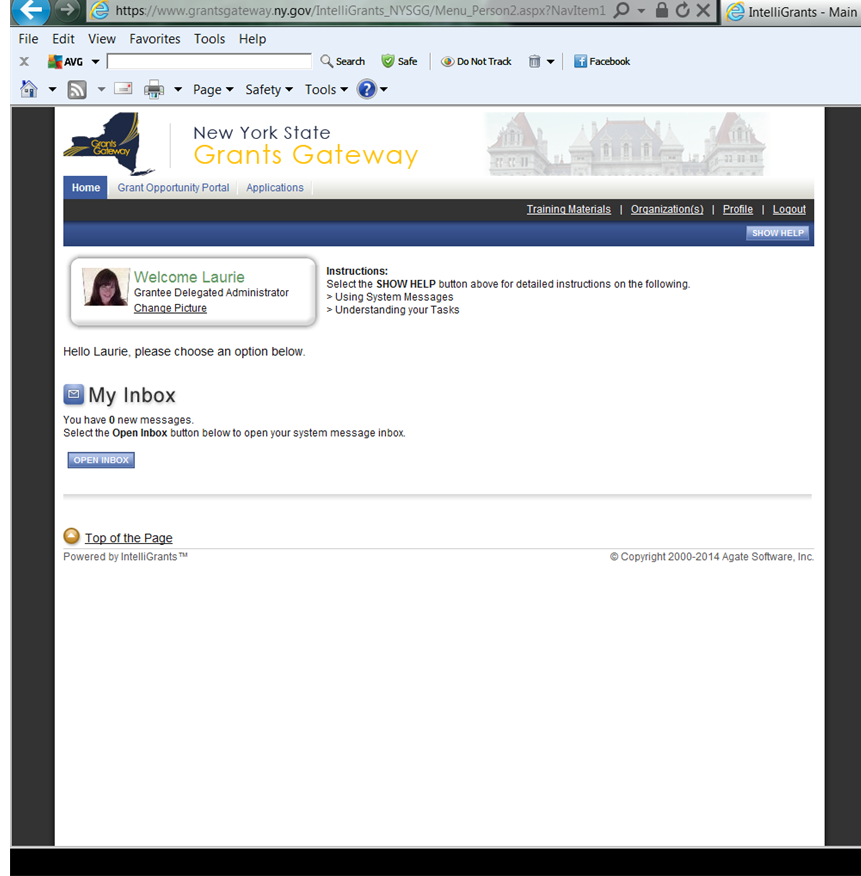 https://www.grantsgateway.ny.gov/IntelliGrants_NYSGG/Menu_Person2.aspx?NavItem1
IntelliGrants - Main
File Edit View Favorites Tools Help
x AVG Search Safe Do Not Track Facebook
Page Safety Tools
Grants Gateway
New York State
Grants Gateway
Home Grant Opportunity Portal Applications
Training Materials | Organization(s) | Profile | Logout
SHOW HELP
Welcome Laurie
Grantee Delegated Administrator
Change Picture
Instructions:
Select the SHOW HELP button above for detailed instructions on the following.
> Using System Messages
> Understanding your Tasks
Hello Laurie, please choose an option below.
My Inbox
You have 0 new messages.
Select the Open Inbox button below to open your system message inbox.
OPEN INBOX
Top of the Page
Powered by IntelliGrants™
© Copyright 2000-2014 Agate Software, Inc.